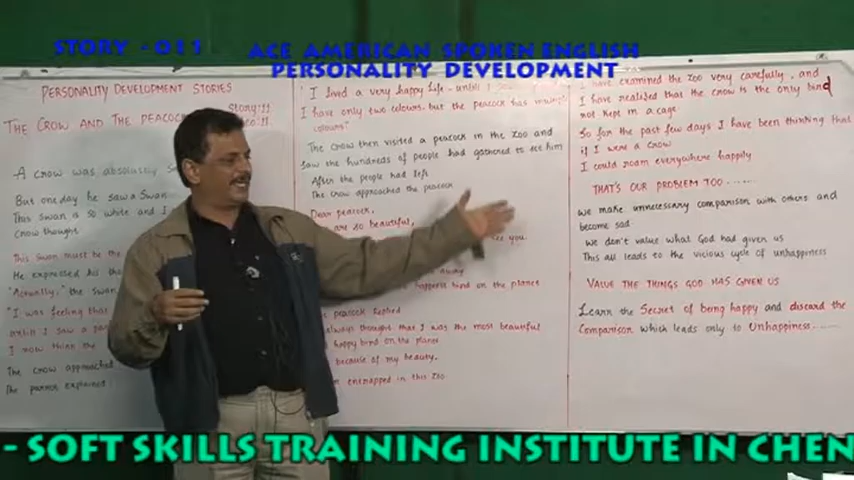 STORY - 011
ACE AMERICAN SPOKEN ENGLISH
PERSONALITY DEVELOPMENT
PERSONALITY DEVELOPMENT STORIES
Story:11
THE CROW AND THE PEACOCK
A crow was absolutely
But one day he saw a Swan
This swan is so white and I
Crow thought
This Swan must be the
He expressed his
"Actually," the swan
"I was feeling that
until I saw a
I now think the
The crow approached
The parrot explained
I lived a very happy life - until I
I have only two colours, but the peacock has
colours"
The crow then visited a peacock in the zoo and
saw the hundreds of people had gathered to see him
After the people had left
The crow approached the peacock
Dear peacock,
are so beautiful,
see you.
away
happiest bird on the planet
peacock Replied
always thought that I was the most beautiful
happy bird on the planet
because of my beauty.
entrapped in this zoo
I have examined the zoo very carefully, and
I have realised that the crow is the only bird
not kept in a cage
So for the past few days I have been thinking that
if I were a crow
I could roam everywhere happily
THAT'S OUR PROBLEM TOO .......
We make unnecessary comparison with others and
become sad
We don't value what God had given us
This all leads to the vicious cycle of unhappiness
VALUE THE THINGS GOD HAS GIVEN US
Learn the Secret of being happy and discard the
Comparison which leads only to Unhappiness......
- SOFT SKILLS TRAINING INSTITUTE IN CHEN